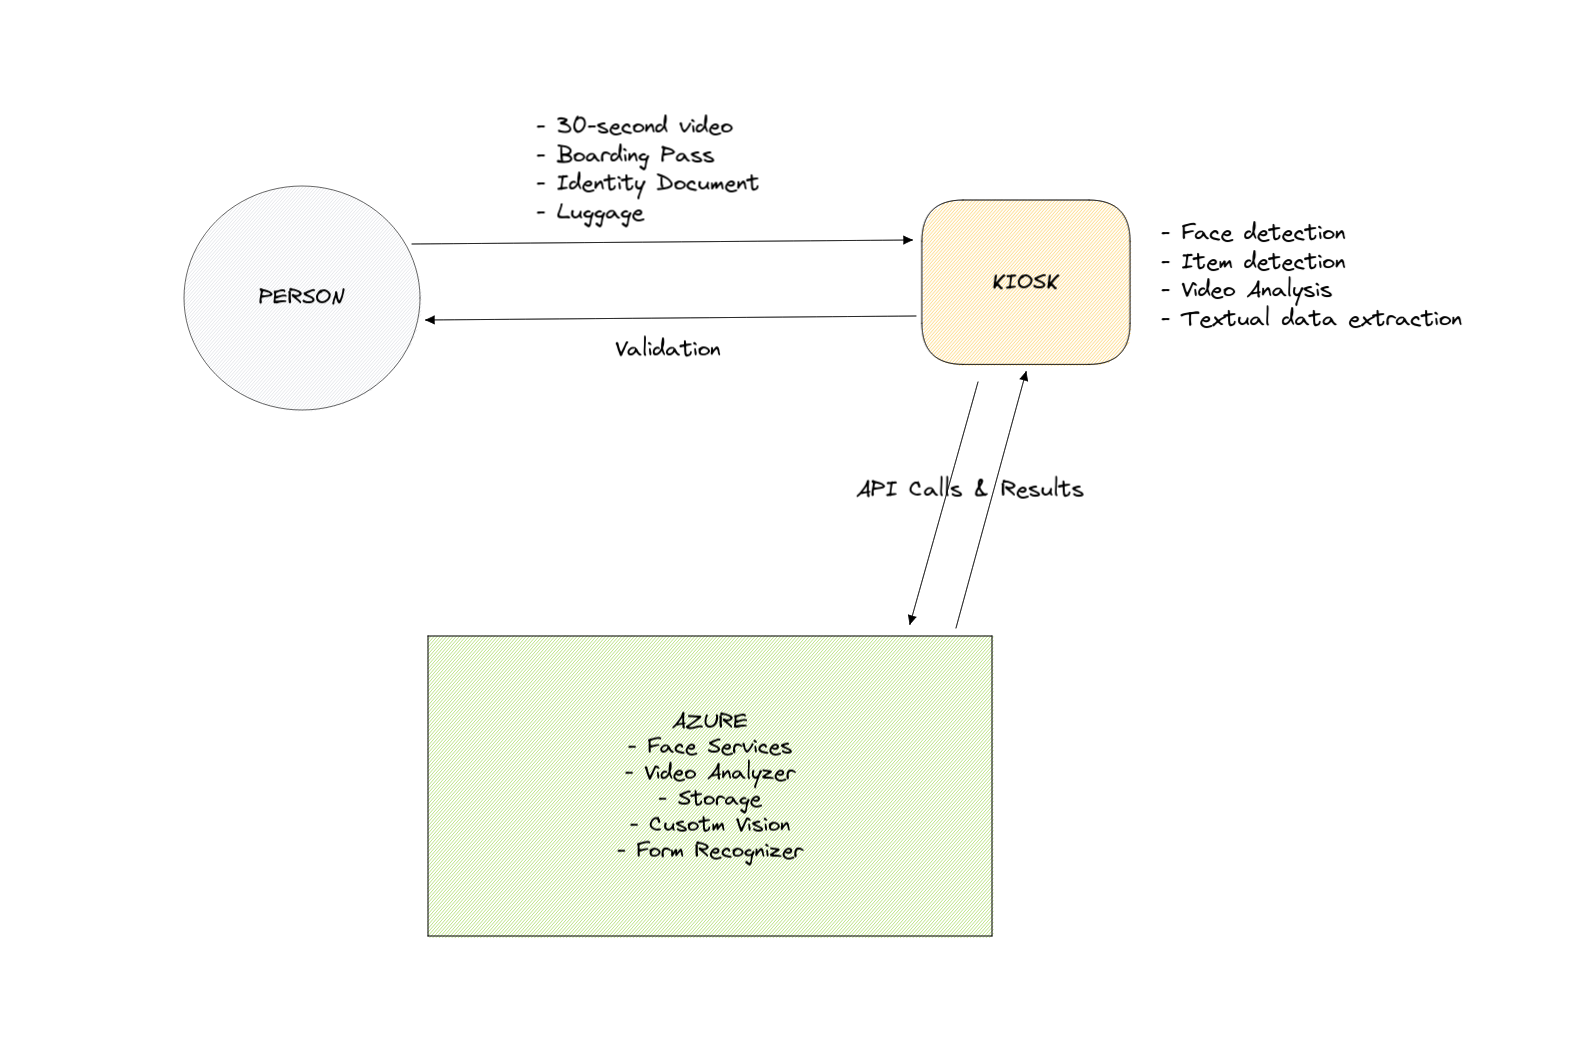 - 30-second video
- Boarding Pass
- Identity Document
- Luggage
PERSON
KIOSK
- Face detection
- Item detection
- Video Analysis
- Textual data extraction
Validation
API Calls & Results
AZURE
- Face Services
- Video Analyzer
- Storage
- Cusotm Vision
- Form Recognizer